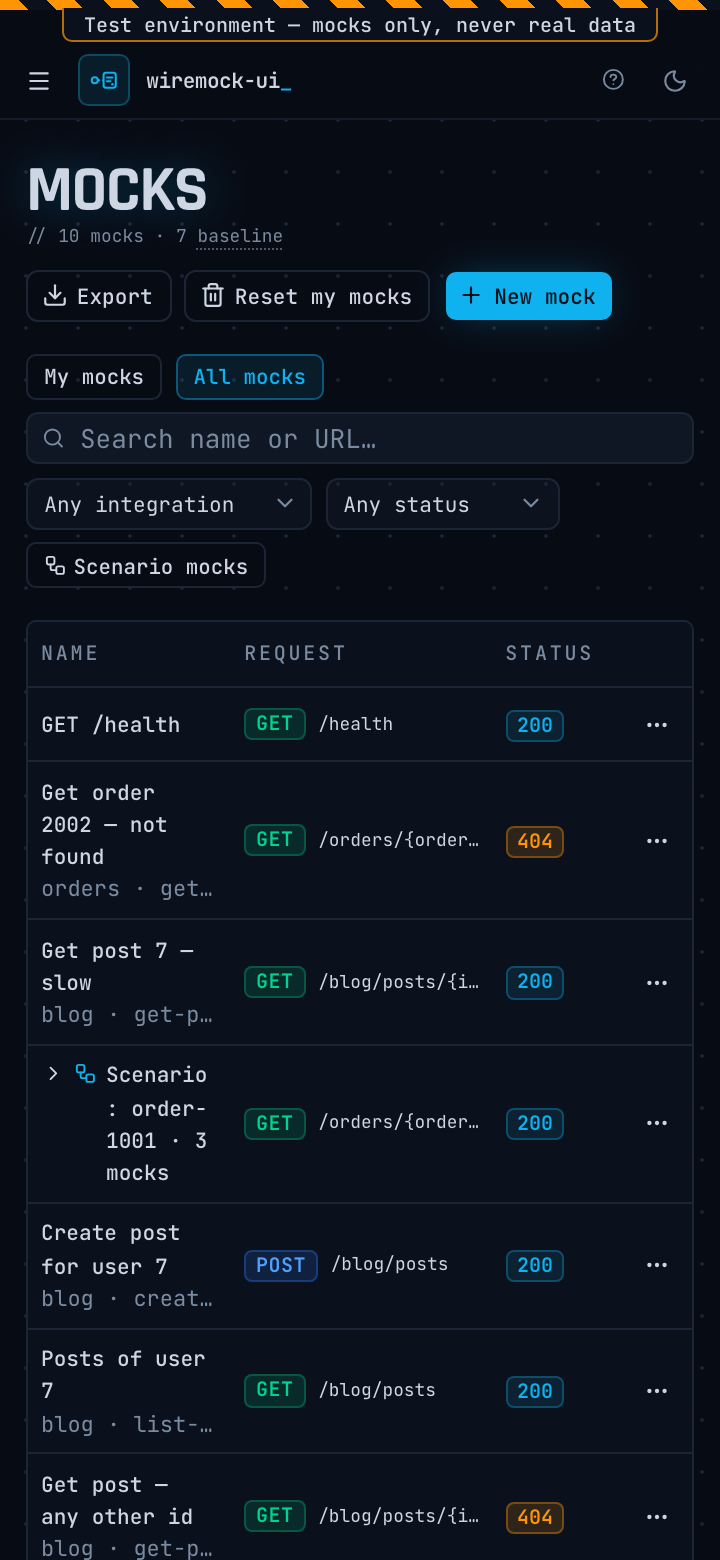 Test environment — mocks only, never real data
wiremock-ui_
MOCKS
// 10 mocks · 7 baseline
Export
Reset my mocks
New mock
My mocks
All mocks
Search name or URL…
Any integration
Any status
Scenario mocks
NAME REQUEST STATUS
GET /health
GET /health
200
Get order
2002 — not
found
orders · get…
GET /orders/{order…
404
Get post 7 —
slow
blog · get-p…
GET /blog/posts/{i…
200
Scenario
: order-
1001 · 3
mocks
GET /orders/{order…
200
Create post
for user 7
blog · creat…
POST /blog/posts
200
Posts of user
7
blog · list-…
GET /blog/posts
200
Get post —
any other id
blog · get-p…
GET /blog/posts/{i…
404